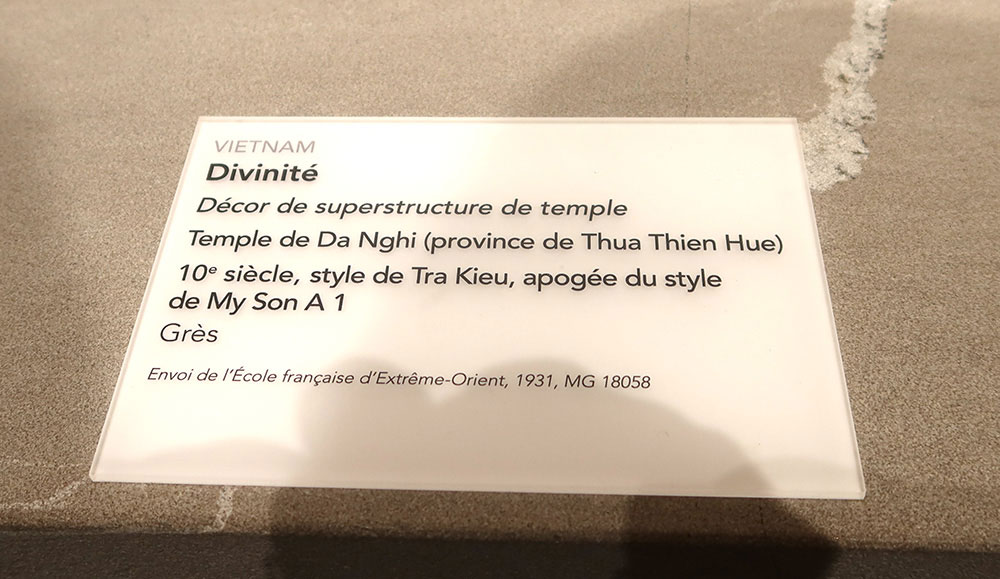 VIETNAM
Divinité
Décor de superstructure de temple
Temple de Da Nghi (province de Thua Thien Hue)
10e siècle, style de Tra Kieu, apogée du style
de My Son A 1
Grès
Envoi de l'École française d'Extrême-Orient, 1931, MG 18058